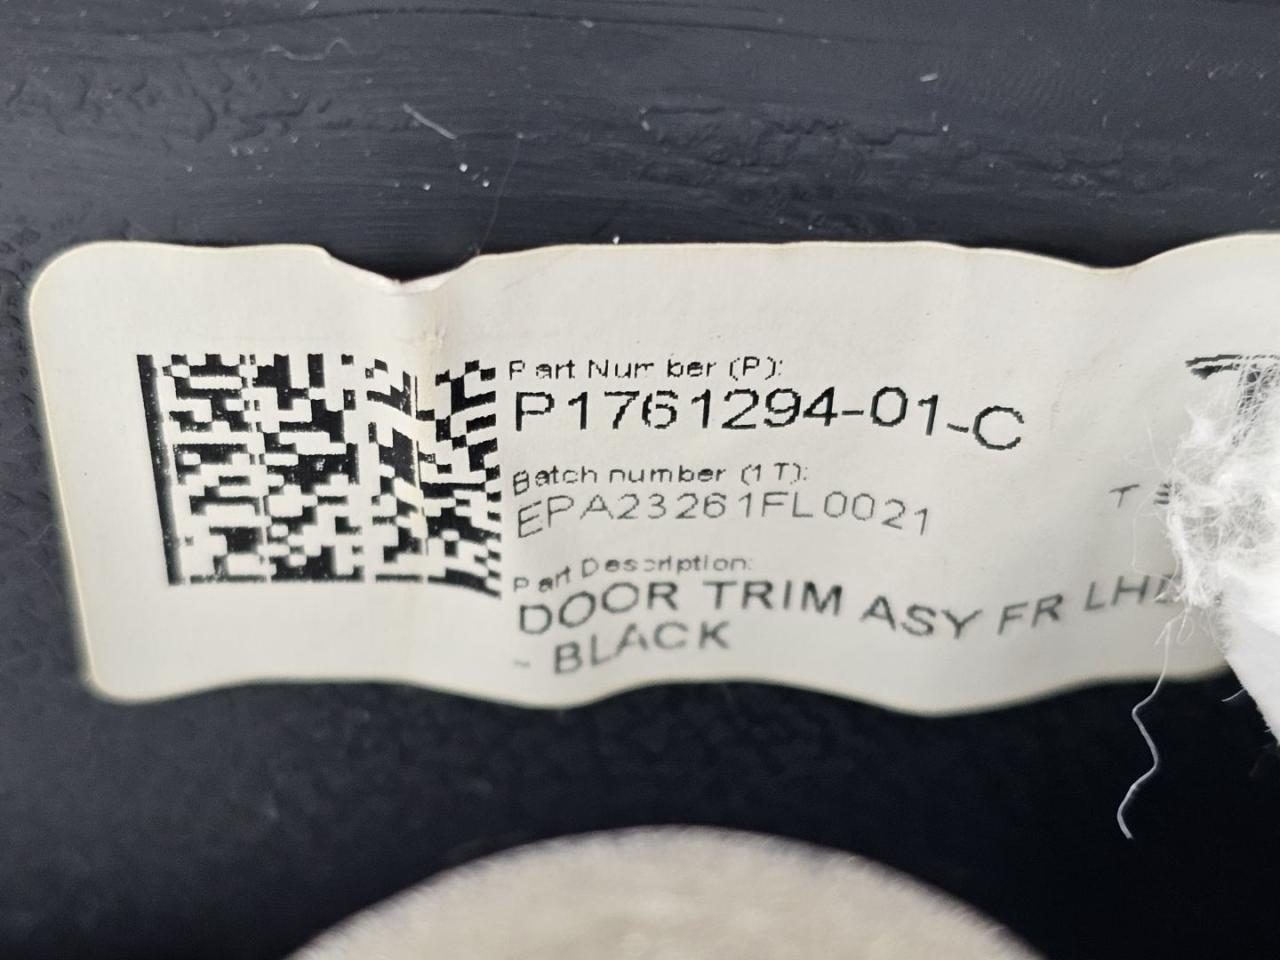 Part Number (P):
P1761294-01-C
Batch number (1T):
EPA23261FL0021
Part Description:
DOOR TRIM ASY FR
- BLACK